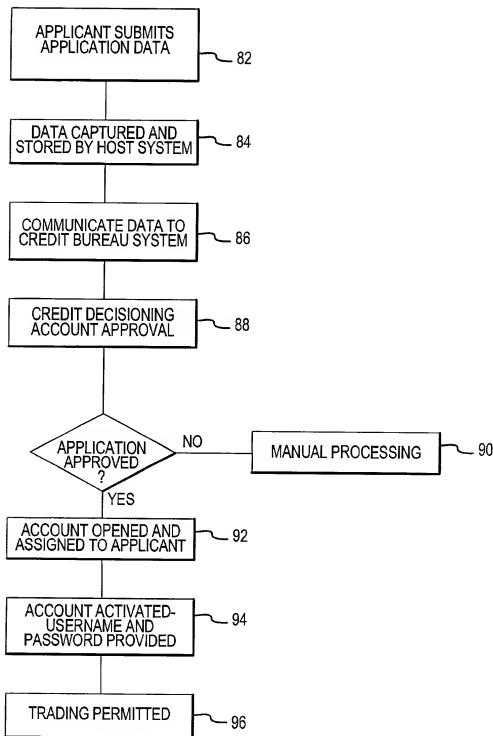 APPLICANT SUBMITS
APPLICATION DATA
82
DATA CAPTURED AND
STORED BY HOST SYSTEM
84
COMMUNICATE DATA TO
CREDIT BUREAU SYSTEM
86
CREDIT DECISIONING
ACCOUNT APPROVAL
88
APPLICATION
APPROVED
?
NO
MANUAL PROCESSING
90
YES
ACCOUNT OPENED AND
ASSIGNED TO APPLICANT
92
ACCOUNT ACTIVATED-
USERNAME AND
PASSWORD PROVIDED
94
TRADING PERMITTED
96